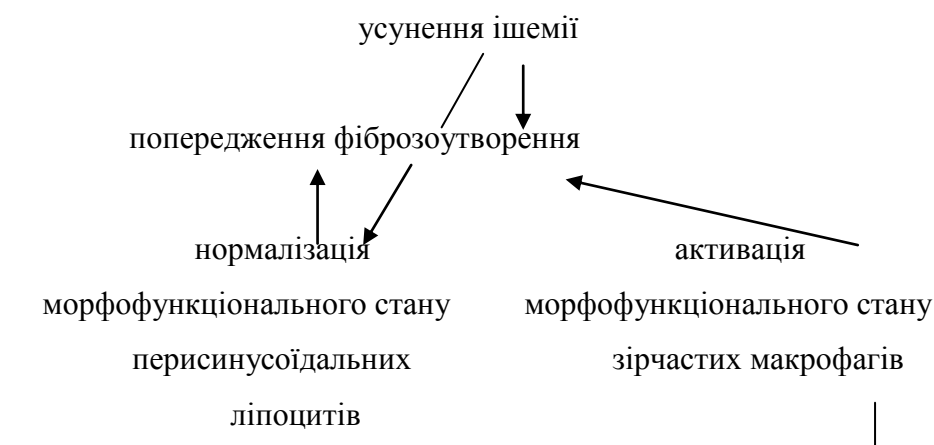 усунення ішемії
попередження фіброзоутворення
нормалізація
морфофункціонального стану
перисинусоїдальних
ліпоцитів
активація
морфофункціонального стану
зірчастих макрофагів